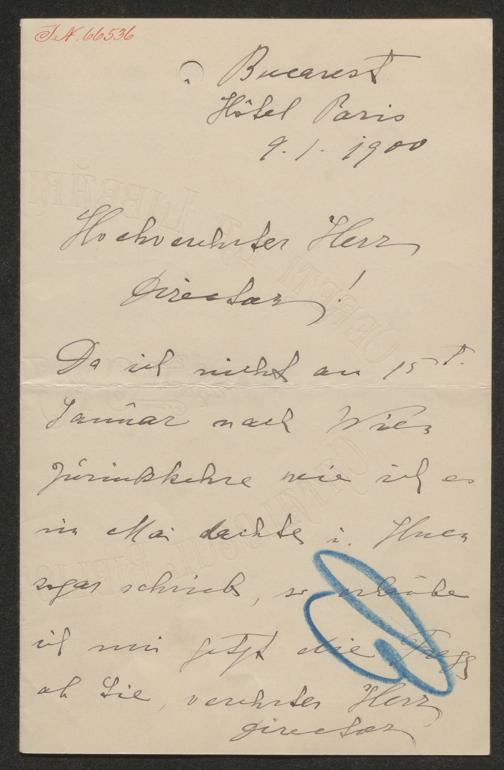 I.N. 66536
Bucarest
Hôtel Paris
9.1.1900
Hochverehrter Herr
Director!
Da ich nicht am 15t.
Januar nach Wien
zurückkehre wie ich es
im Mai dachte u. Ihnen
sogar schrieb, so erlaube
ich mir jetzt die Frage
ob Sie, verehrter Herr
Director